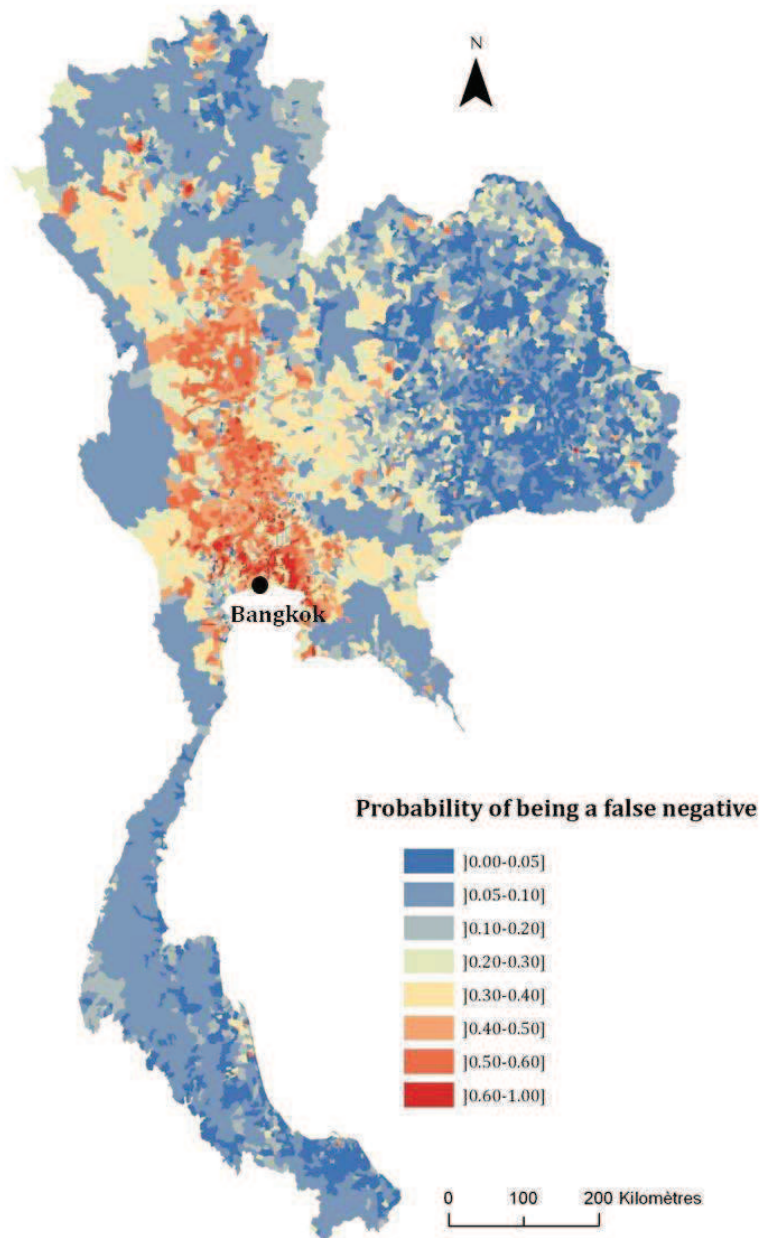 N
Bangkok
Probability of being a false negative
]0.00-0.05]
]0.05-0.10]
]0.10-0.20]
]0.20-0.30]
]0.30-0.40]
]0.40-0.50]
]0.50-0.60]
]0.60-1.00]
0 100 200 Kilomètres